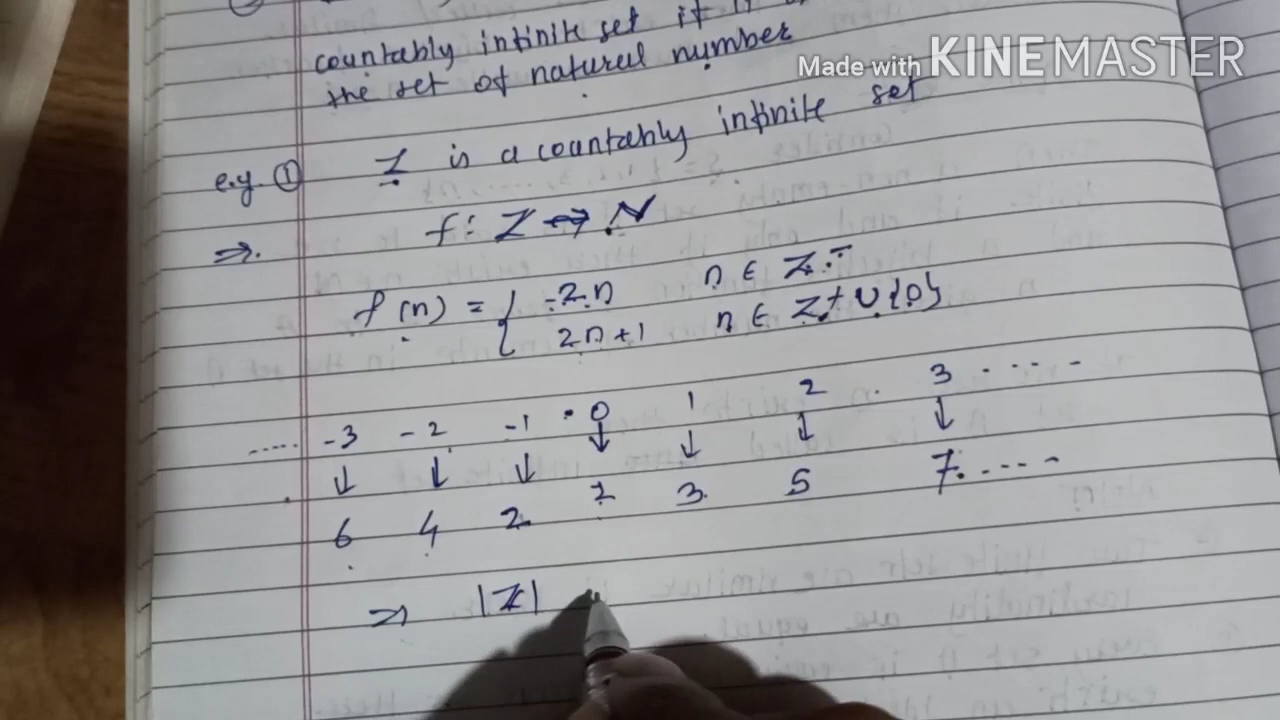 countably infinite set if it
the set of natural number
Made with KINEMASTER
e.g. ① Z is a countably infinite set
⇒. f: Z → N
f(n) = { -2n n ∈ Z⁻
2n+1 n ∈ Z⁺ ∪ {0}
..... -3 -2 -1 0 1 2 3 .....
↓ ↓ ↓ ↓ ↓ ↓ ↓
6 4 2 1 3 5 7 .....
⇒ |Z|